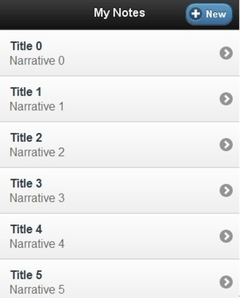 My Notes
New
Title 0
Narrative 0
Title 1
Narrative 1
Title 2
Narrative 2
Title 3
Narrative 3
Title 4
Narrative 4
Title 5
Narrative 5